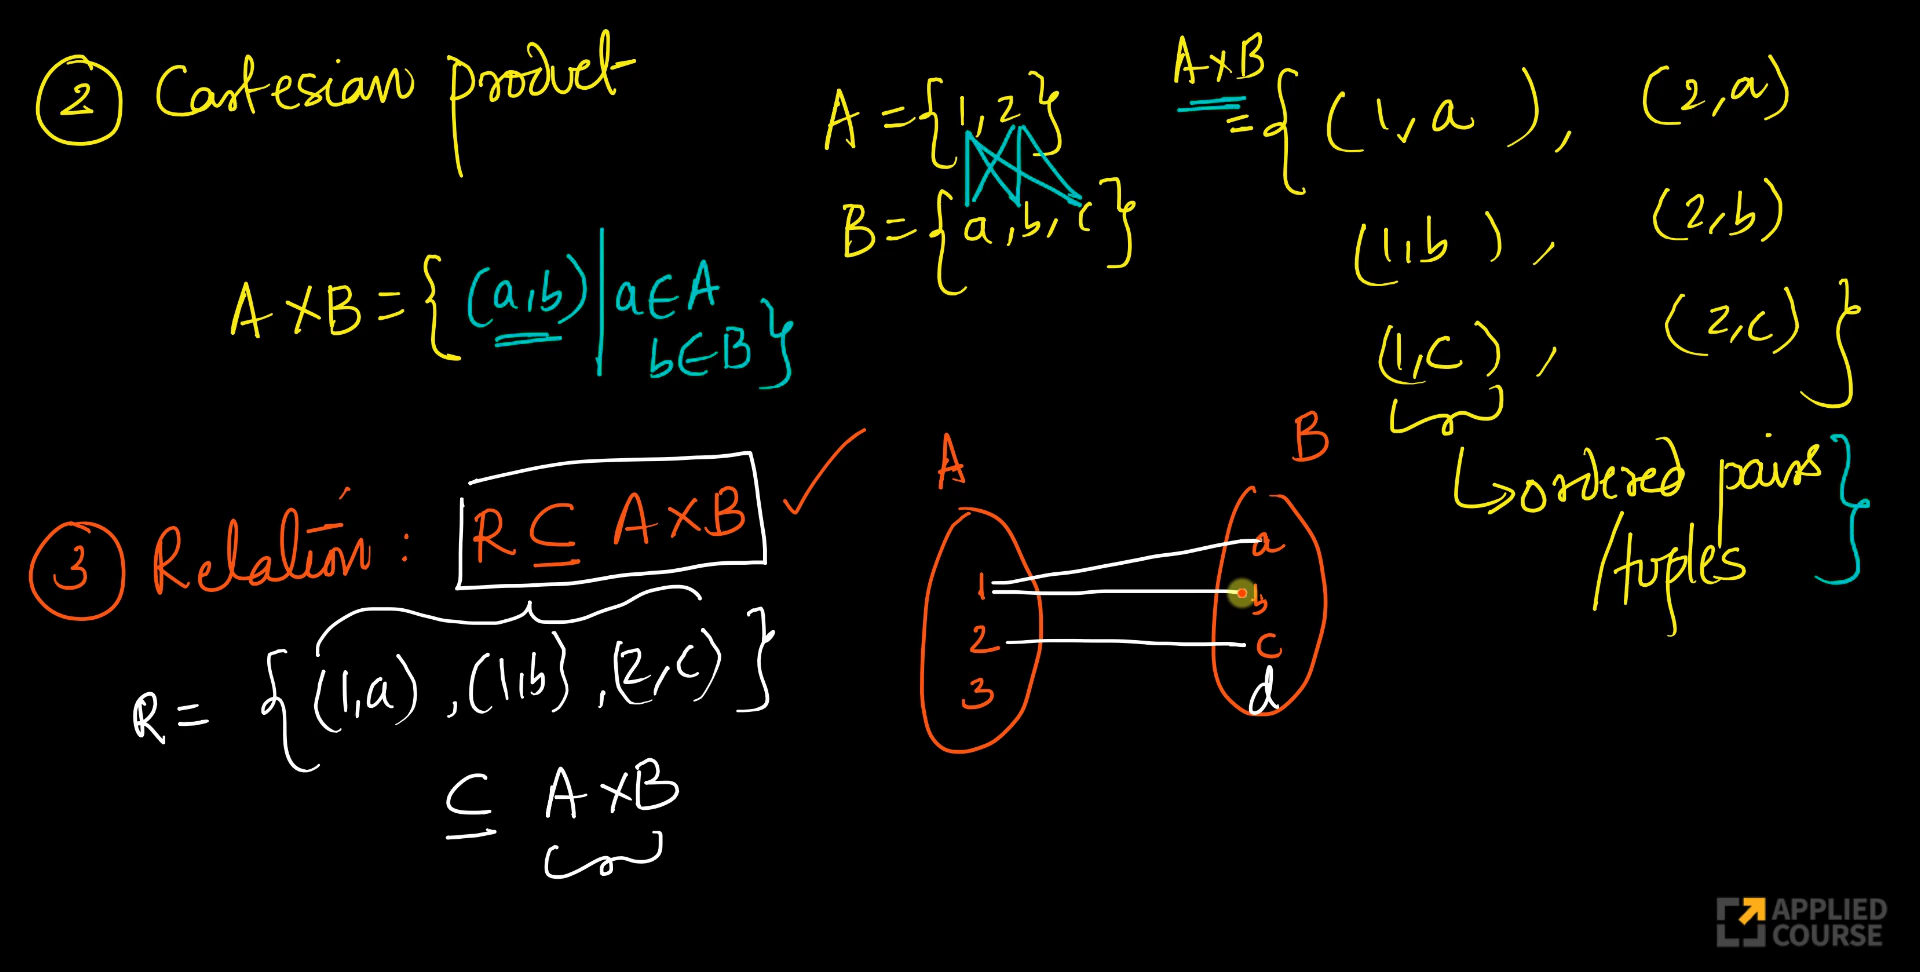 ② Cartesian product
A = {1, 2}
B = {a, b, c}
A×B = {(a,b) | a∈A
b∈B}
A×B
= {(1, a), (2, a)
(1, b), (2, b)
(1, c), (2, c)}
↳ ordered pairs
/tuples}
③ Relation : R ⊆ A×B ✓
R = {(1, a), (1, b}, (2, c)}
⊆ A×B
A
1
2
3
B
a
b
c
d
APPLIED
COURSE